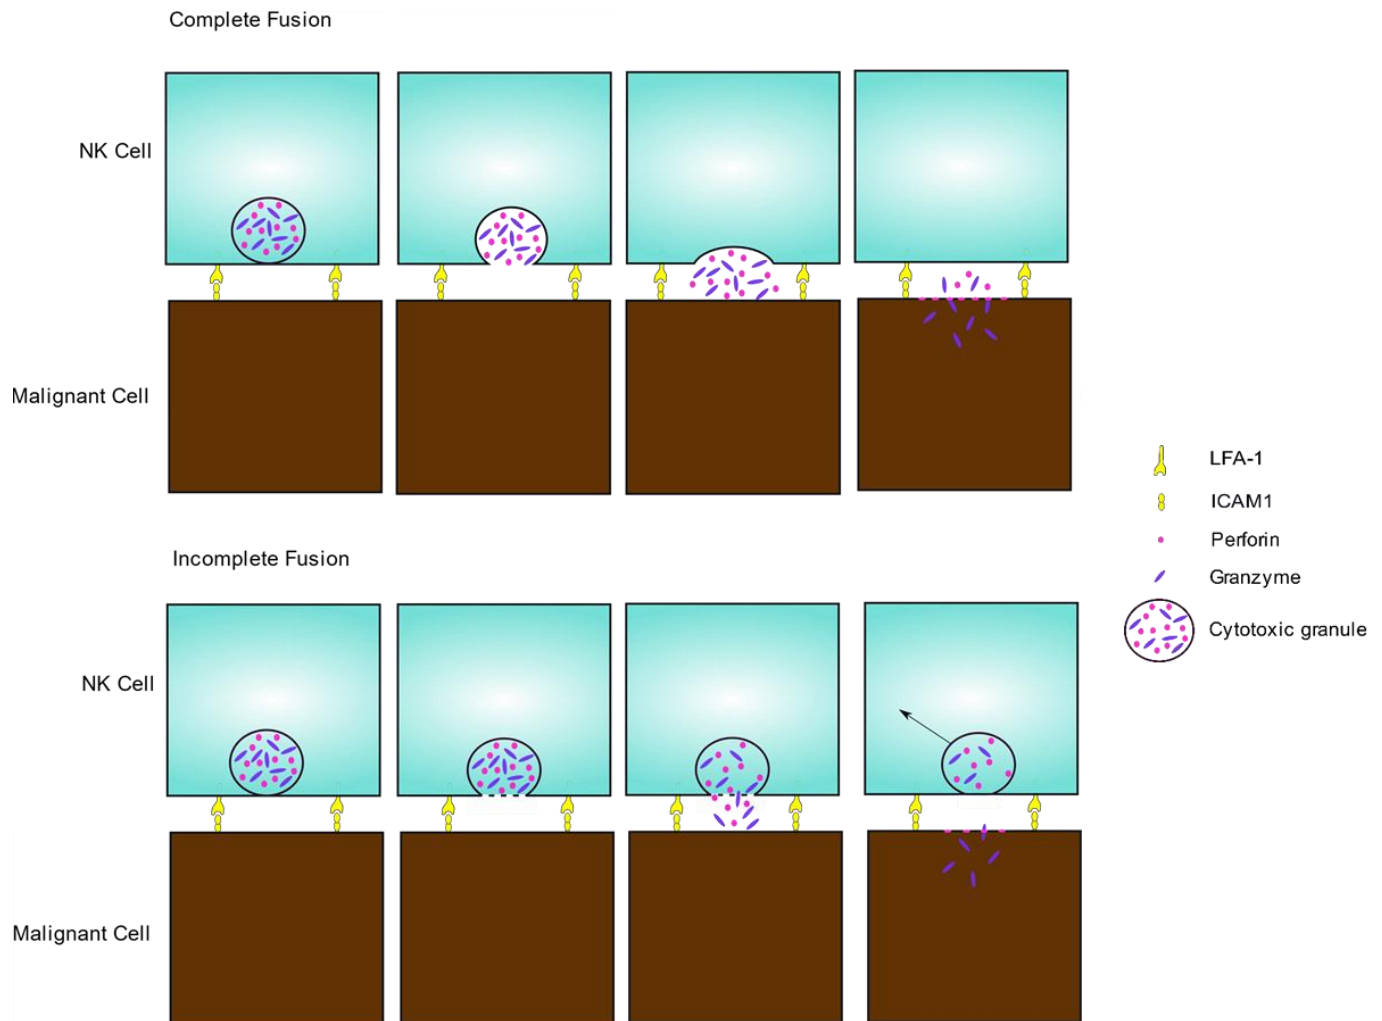 Complete Fusion
NK Cell
Malignant Cell
LFA-1
ICAM1
Perforin
Granzyme
Cytotoxic granule
Incomplete Fusion
NK Cell
Malignant Cell